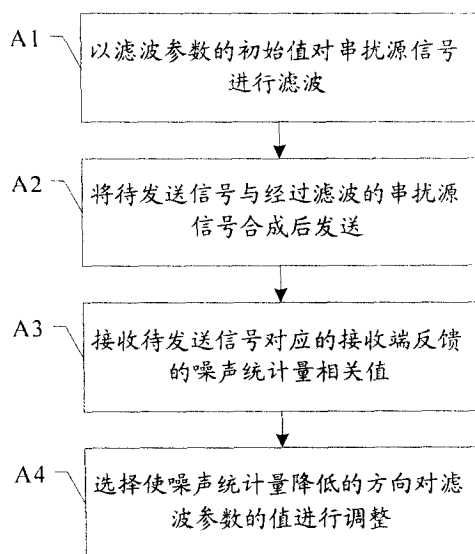 A1
以滤波参数的初始值对串扰源信号
进行滤波
A2
将待发送信号与经过滤波的串扰源
信号合成后发送
A3
接收待发送信号对应的接收端反馈
的噪声统计量相关值
A4
选择使噪声统计量降低的方向对滤
波参数的值进行调整